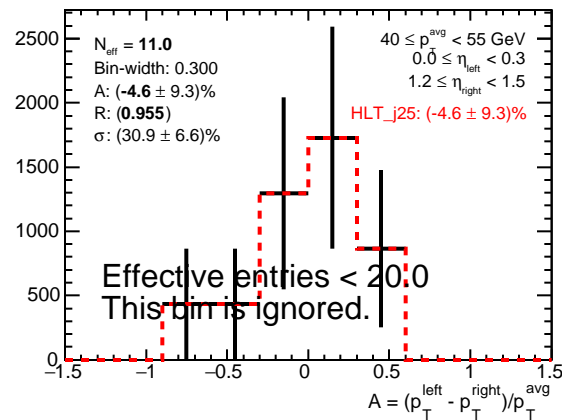 N_eff = 11.0
Bin-width: 0.300
A: (-4.6 ± 9.3)%
R: (0.955)
σ: (30.9 ± 6.6)%
40 ≤ p_T^avg < 55 GeV
0.0 ≤ η_left < 0.3
1.2 ≤ η_right < 1.5
HLT_j25: (-4.6 ± 9.3)%
2500
2000
1500
1000
500
0
Effective entries < 20.0
This bin is ignored.
−1.5 −1 −0.5 0 0.5 1 1.5
A = (p_T^left - p_T^right)/p_T^avg